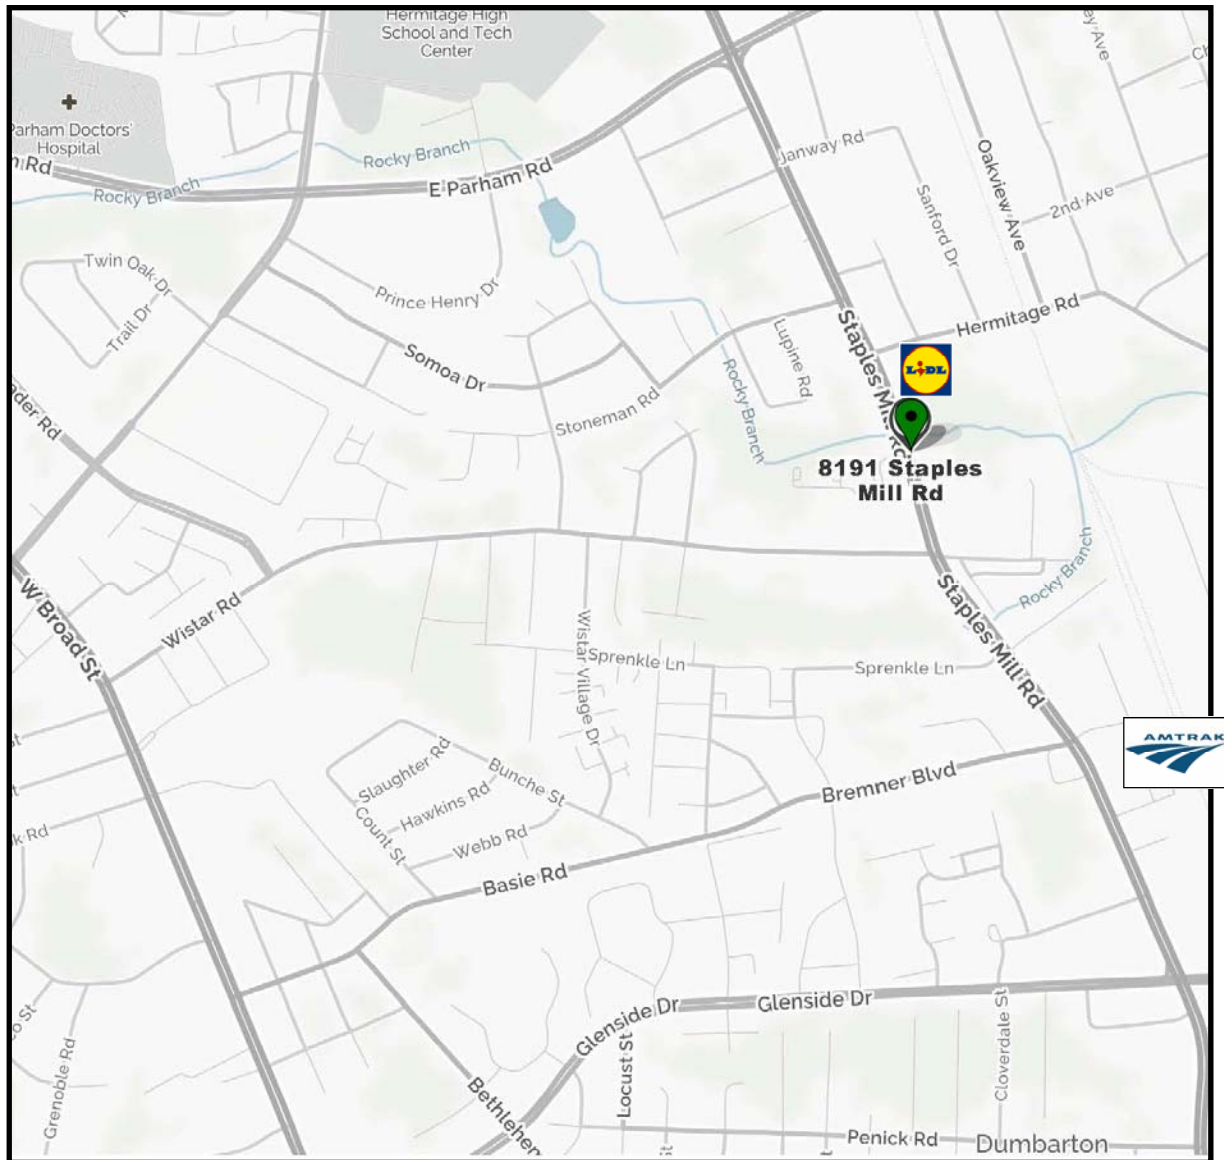 Hermitage High
School and Tech
Center
Parham Doctors'
Hospital
Rocky Branch
Rocky Branch
E Parham Rd
Janway Rd
Oakview Ave
Sanford Dr
2nd Ave
Twin Oak Dr
Trail Dr
Prince Henry Dr
Somoa Dr
Stoneman Rd
Lupine Rd
Rocky Branch
Hermitage Rd
LIDL
8191 Staples
Mill Rd
W Broad St
Wistar Rd
Wistar Village Dr
Sprenkle Ln
Sprenkle Ln
Staples Mill Rd
Rocky Branch
AMTRAK
Slaughter Rd
Hawkins Rd
Count St
Webb Rd
Bunche St
Basie Rd
Bremner Blvd
Glenside Dr
Glenside Dr
Cloverdale St
Locust St
Grenoble Rd
Penick Rd
Dumbarton